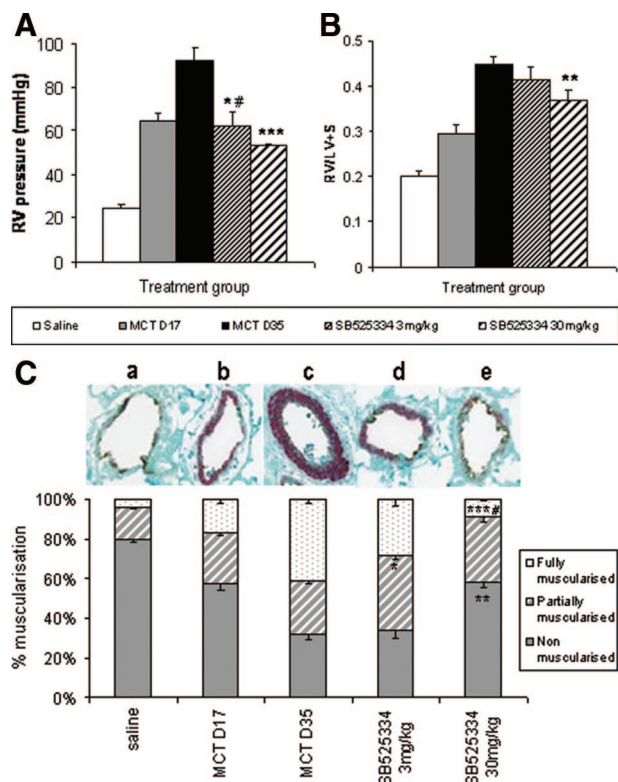 A
RV pressure (mmHg)
100
80
60
40
20
0
*#
***
Treatment group
B
RV/LV+S
0.5
0.4
0.3
0.2
0.1
0
**
Treatment group
Saline MCT D17 MCT D35 SB525334 3mg/kg SB525334 30mg/kg
C
a b c d e
% muscularisation
100%
80%
60%
40%
20%
0%
*
***#
**
saline
MCT D17
MCT D35
SB525334
3mg/kg
SB525334
30mg/kg
Fully
muscularised
Partially
muscularised
Non
muscularised